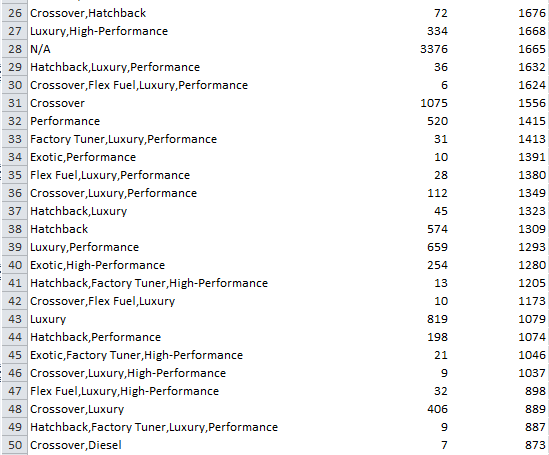 26 Crossover,Hatchback 72 1676
27 Luxury,High-Performance 334 1668
28 N/A 3376 1665
29 Hatchback,Luxury,Performance 36 1632
30 Crossover,Flex Fuel,Luxury,Performance 6 1624
31 Crossover 1075 1556
32 Performance 520 1415
33 Factory Tuner,Luxury,Performance 31 1413
34 Exotic,Performance 10 1391
35 Flex Fuel,Luxury,Performance 28 1380
36 Crossover,Luxury,Performance 112 1349
37 Hatchback,Luxury 45 1323
38 Hatchback 574 1309
39 Luxury,Performance 659 1293
40 Exotic,High-Performance 254 1280
41 Hatchback,Factory Tuner,High-Performance 13 1205
42 Crossover,Flex Fuel,Luxury 10 1173
43 Luxury 819 1079
44 Hatchback,Performance 198 1074
45 Exotic,Factory Tuner,High-Performance 21 1046
46 Crossover,Luxury,High-Performance 9 1037
47 Flex Fuel,Luxury,High-Performance 32 898
48 Crossover,Luxury 406 889
49 Hatchback,Factory Tuner,Luxury,Performance 9 887
50 Crossover,Diesel 7 873